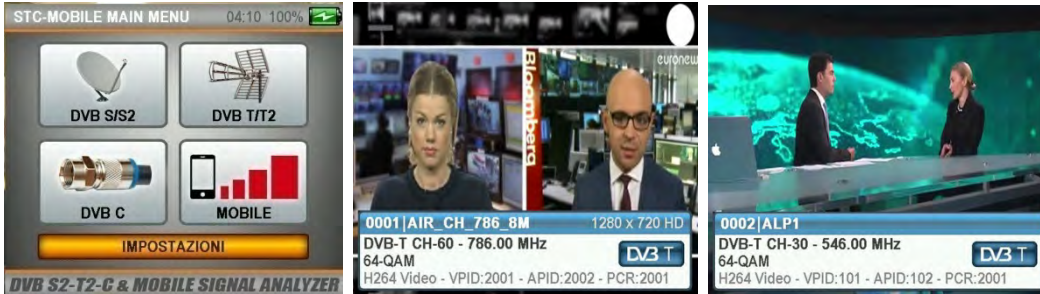 STC-MOBILE MAIN MENU 04:10 100%
DVB S/S2
DVB T/T2
DVB C
MOBILE
IMPOSTAZIONI
DVB S2-T2-C & MOBILE SIGNAL ANALYZER
Bloomberg
euronew
0001|AIR_CH_786_8M 1280 x 720 HD
DVB-T CH-60 - 786.00 MHz
64-QAM
DVB T
H264 Video - VPID:2001 - APID:2002 - PCR:2001
0002|ALP1
DVB-T CH-30 - 546.00 MHz
64-QAM
DVB T
H264 Video - VPID:101 - APID:102 - PCR:2001